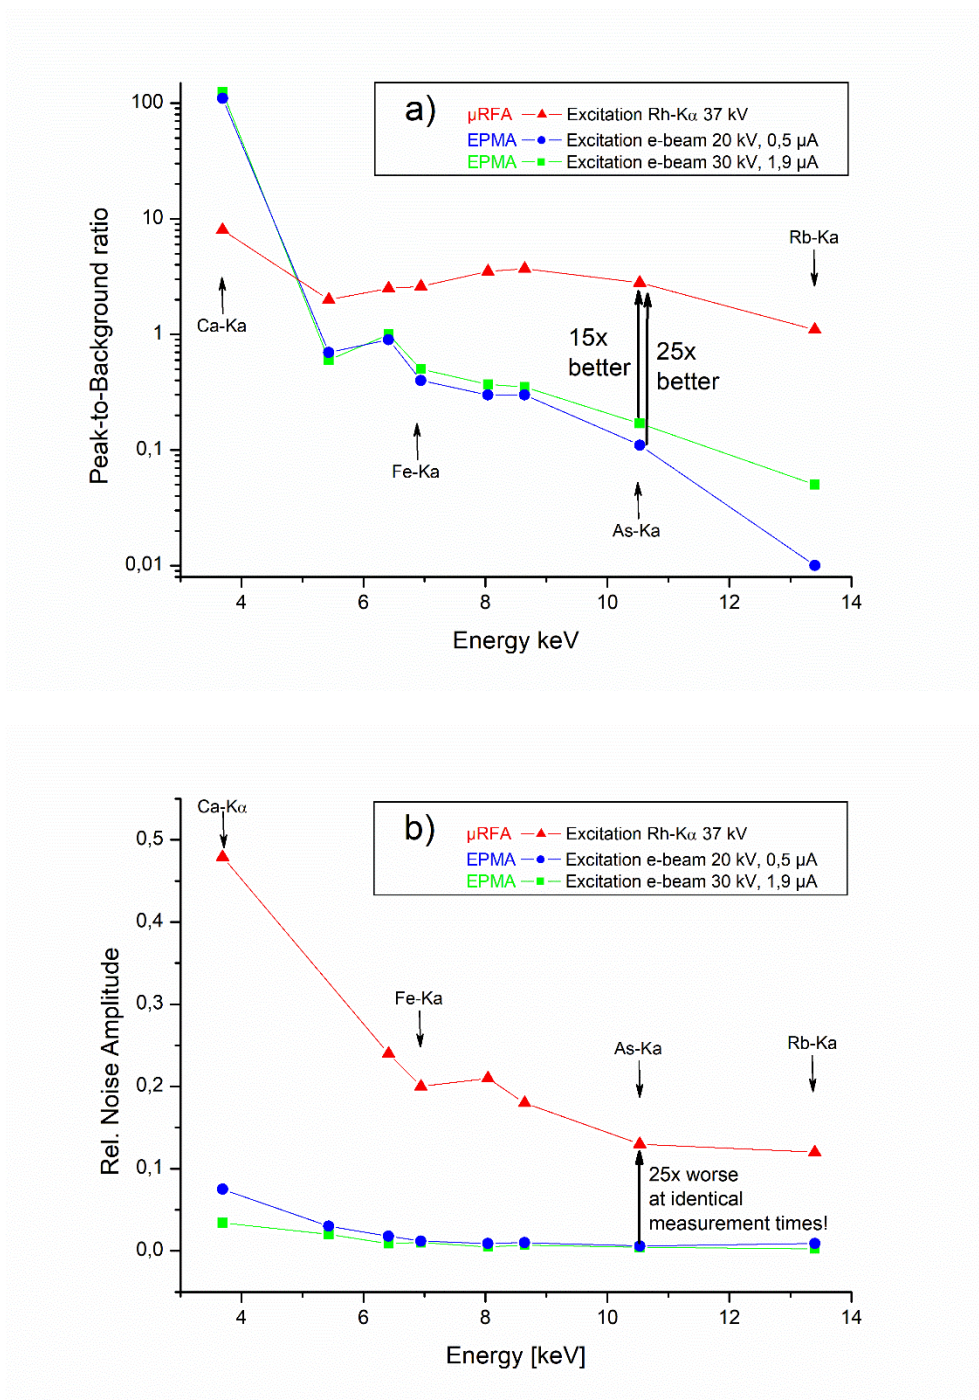 a)
µRFA Excitation Rh-Kα 37 kV
EPMA Excitation e-beam 20 kV, 0,5 µA
EPMA Excitation e-beam 30 kV, 1,9 µA
100
10
1
0,1
0,01
Peak-to-Background ratio
Ca-Ka
Fe-Ka
As-Ka
Rb-Ka
15x
better
25x
better
4 6 8 10 12 14
Energy keV
b)
µRFA Excitation Rh-Kα 37 kV
EPMA Excitation e-beam 20 kV, 0,5 µA
EPMA Excitation e-beam 30 kV, 1,9 µA
0,5
0,4
0,3
0,2
0,1
0,0
Rel. Noise Amplitude
Ca-Kα
Fe-Ka
As-Ka
Rb-Ka
25x worse
at identical
measurement times!
4 6 8 10 12 14
Energy [keV]